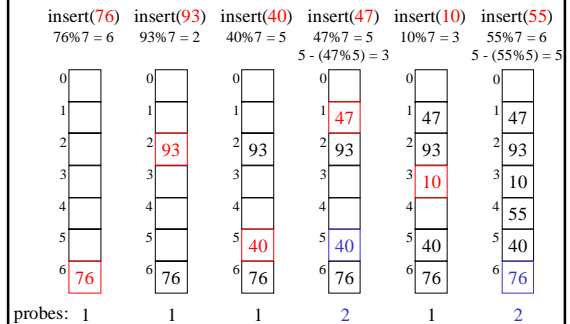 insert(76) insert(93) insert(40) insert(47) insert(10) insert(55)
76%7 = 6 93%7 = 2 40%7 = 5 47%7 = 5 10%7 = 3 55%7 = 6
5 - (47%5) = 3 5 - (55%5) = 5
0 0 0 0 0 0
1 1 1 1 47 1 47 1 47
2 2 93 2 93 2 93 2 93 2 93
3 3 3 3 3 10 3 10
4 4 4 4 4 4 55
5 5 5 40 5 40 5 40 5 40
6 76 6 76 6 76 6 76 6 76 6 76
probes: 1 1 1 2 1 2